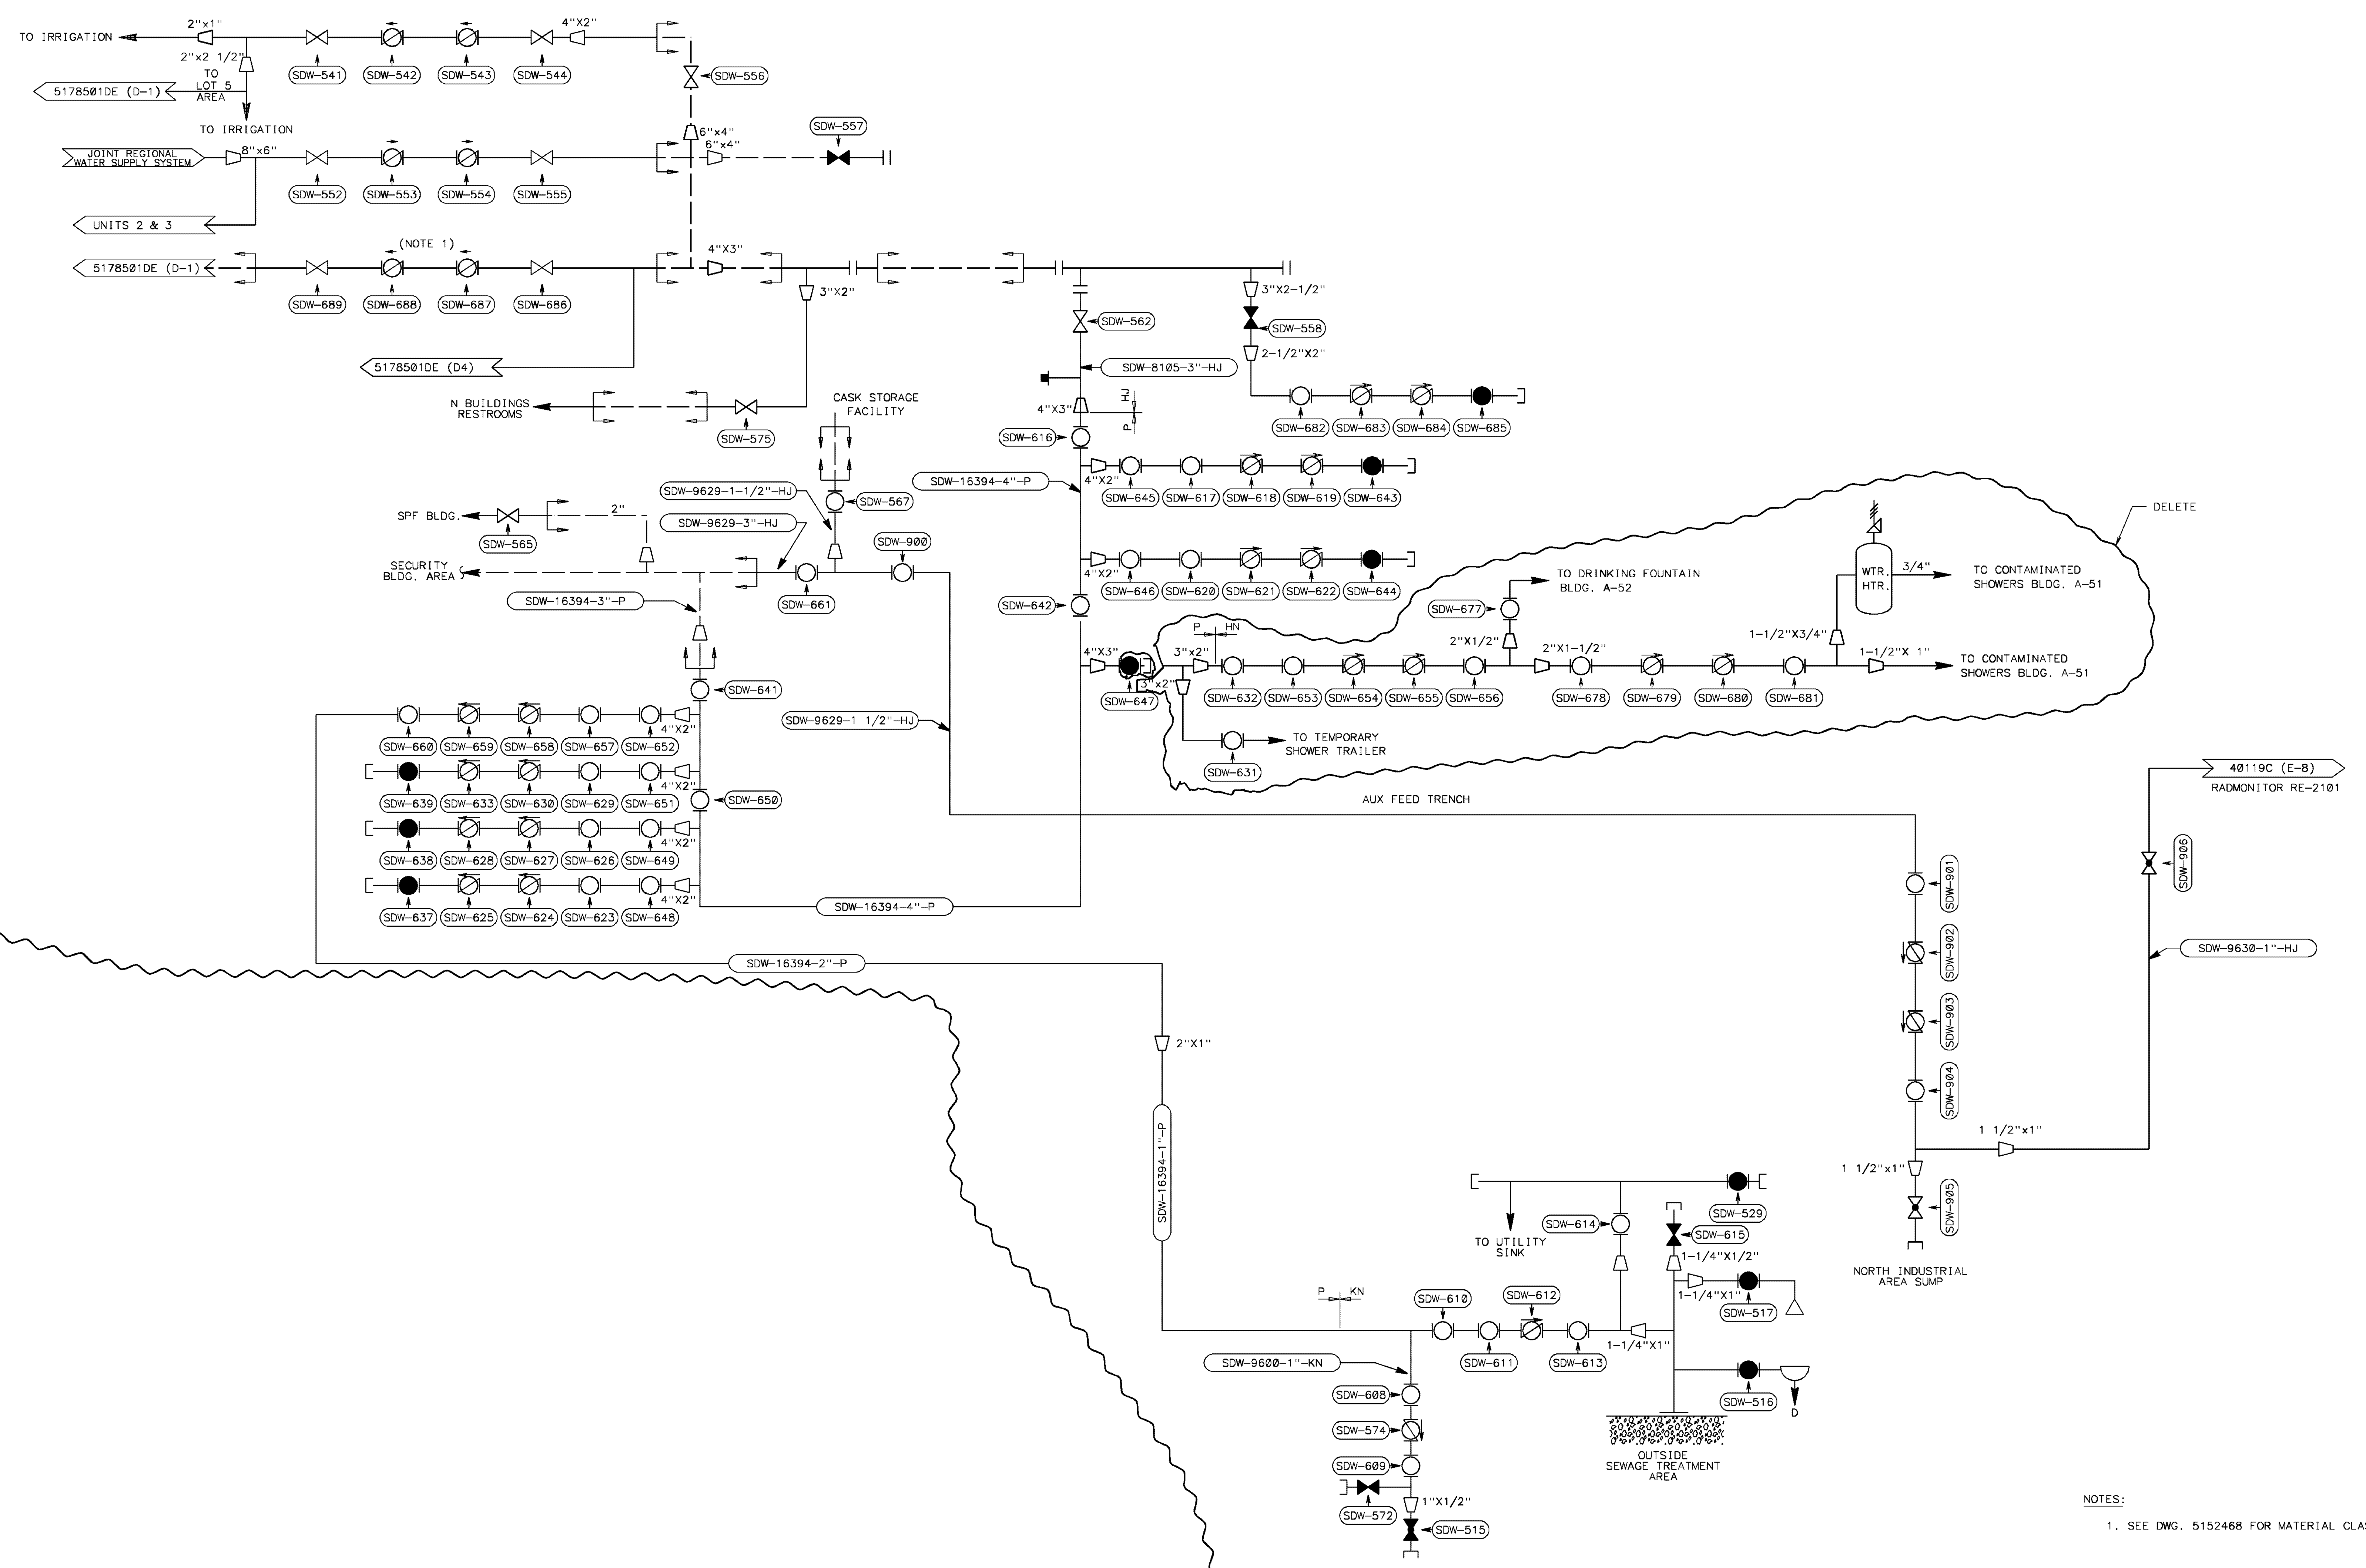 2"x1"
4"X2"
TO IRRIGATION
2"x2 1/2"
TO
LOT 5
AREA
SDW-541
SDW-542
SDW-543
SDW-544
SDW-556
5178501DE (D-1)
TO IRRIGATION
SDW-557
6"x4"
6"x4"
JOINT REGIONAL
WATER SUPPLY SYSTEM
8"x6"
SDW-552
SDW-553
SDW-554
SDW-555
UNITS 2 & 3
(NOTE 1)
4"X3"
5178501DE (D-1)
SDW-689
SDW-688
SDW-687
SDW-686
3"X2"
3"X2-1/2"
SDW-562
SDW-558
2-1/2"X2"
5178501DE (D4)
SDW-8105-3"-HJ
N BUILDINGS
RESTROOMS
SDW-575
CASK STORAGE
FACILITY
4"X3"
HJ
P
SDW-682
SDW-683
SDW-684
SDW-685
SDW-616
SDW-16394-4"-P
4"X2"
SDW-645
SDW-617
SDW-618
SDW-619
SDW-643
SDW-9629-1-1/2"-HJ
SDW-567
SPF BLDG.
2"
SDW-9629-3"-HJ
SDW-565
SDW-900
DELETE
SECURITY
BLDG. AREA
SDW-661
4"X2"
SDW-646
SDW-620
SDW-621
SDW-622
SDW-644
TO DRINKING FOUNTAIN
BLDG. A-52
WTR.
HTR.
3/4"
TO CONTAMINATED
SHOWERS BLDG. A-51
SDW-16394-3"-P
SDW-642
SDW-677
P
HN
2"X1/2"
2"X1-1/2"
1-1/2"X3/4"
1-1/2"X 1"
4"X3"
3"x2"
3"x2"
TO CONTAMINATED
SHOWERS BLDG. A-51
SDW-647
SDW-632
SDW-653
SDW-654
SDW-655
SDW-656
SDW-678
SDW-679
SDW-680
SDW-681
SDW-641
SDW-9629-1 1/2"-HJ
4"X2"
SDW-660
SDW-659
SDW-658
SDW-657
SDW-652
TO TEMPORARY
SHOWER TRAILER
SDW-631
4"X2"
SDW-639
SDW-633
SDW-630
SDW-629
SDW-651
SDW-650
AUX FEED TRENCH
40119C (E-8)
RADMONITOR RE-2101
4"X2"
SDW-638
SDW-628
SDW-627
SDW-626
SDW-649
SDW-906
SDW-901
4"X2"
SDW-637
SDW-625
SDW-624
SDW-623
SDW-648
SDW-16394-4"-P
SDW-902
SDW-9630-1"-HJ
SDW-16394-2"-P
SDW-903
2"X1"
SDW-904
SDW-16394-1"-P
1 1/2"x1"
1 1/2"x1"
SDW-905
NORTH INDUSTRIAL
AREA SUMP
SDW-529
SDW-614
SDW-615
TO UTILITY
SINK
1-1/4"X1/2"
1-1/4"X1"
SDW-517
P
KN
SDW-610
SDW-612
SDW-611
SDW-613
1-1/4"X1"
SDW-9600-1"-KN
SDW-608
SDW-516
D
SDW-574
SDW-609
OUTSIDE
SEWAGE TREATMENT
AREA
SDW-572
1"X1/2"
SDW-515
NOTES:
1. SEE DWG. 5152468 FOR MATERIAL